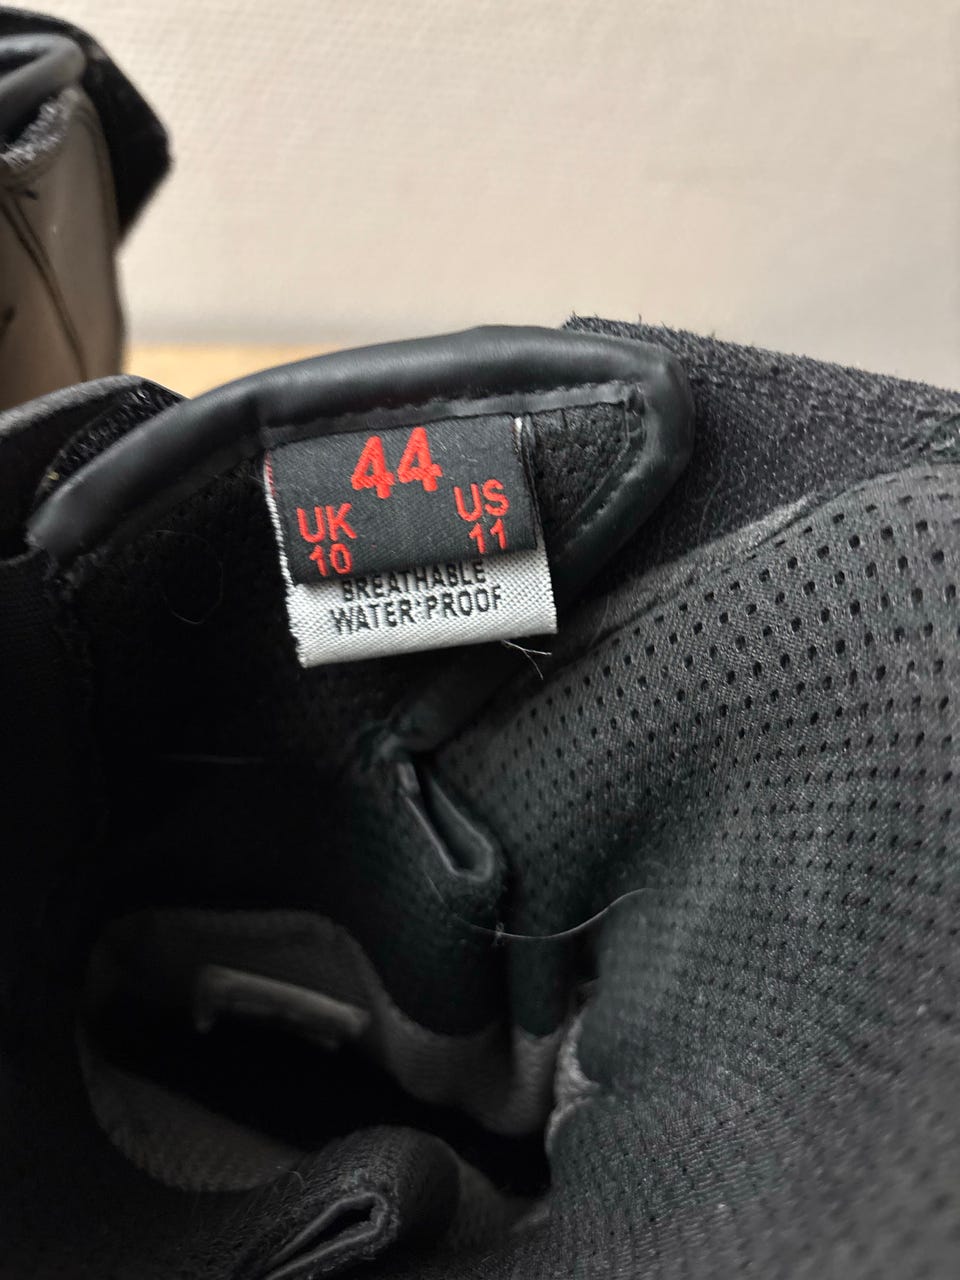 44
UK US
10 11
BREATHABLE
WATER PROOF